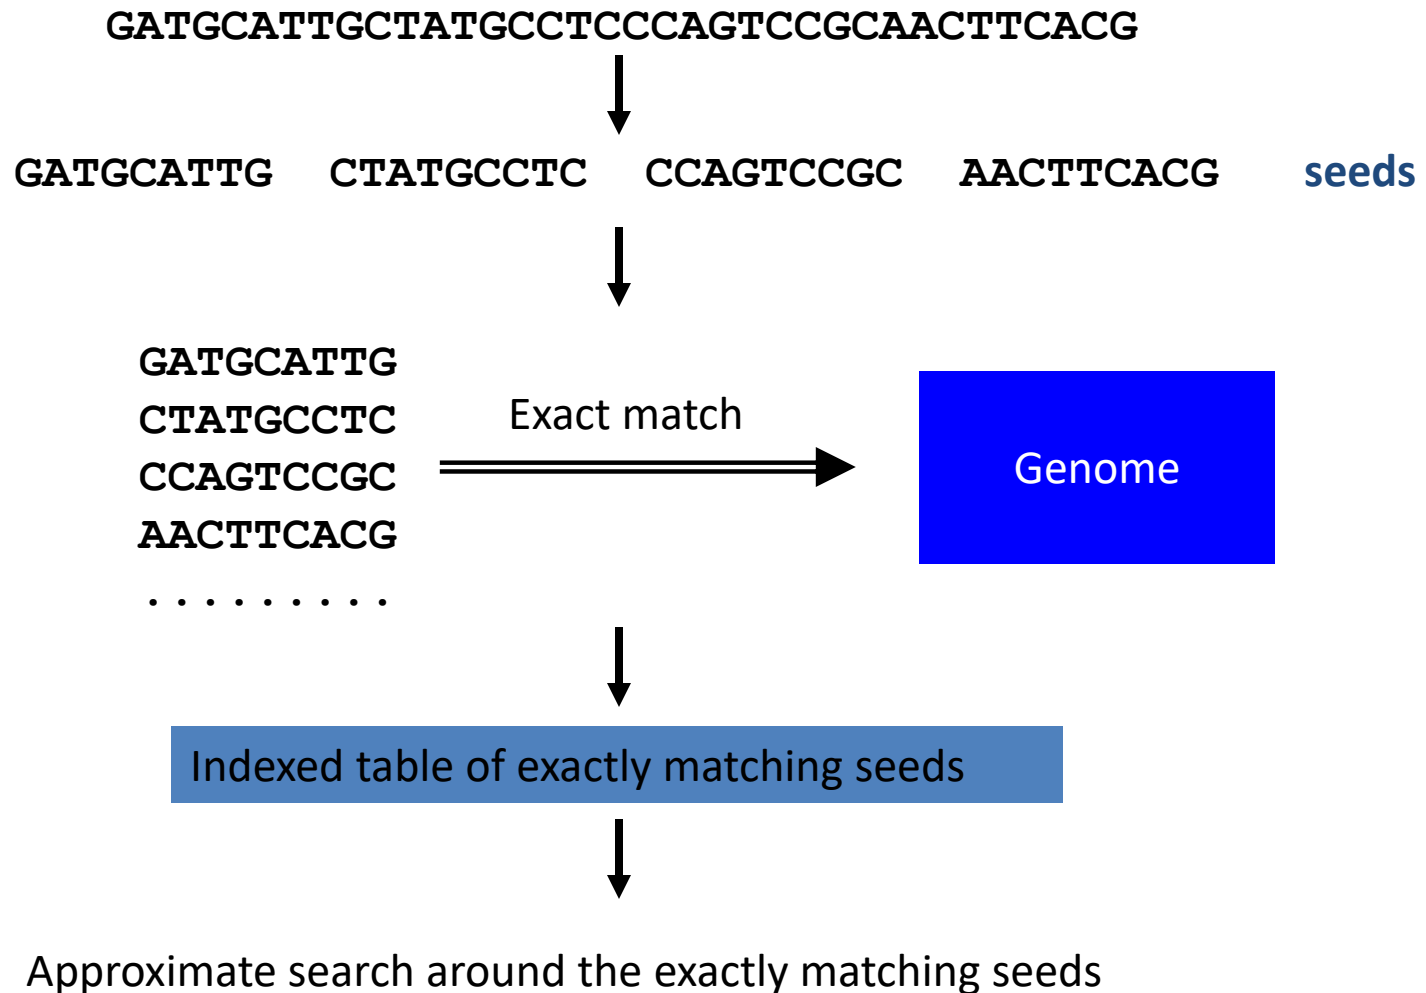 GATGCATTGCTATGCCTCCCAGTCCGCAACTTCACG
GATGCATTG CTATGCCTC CCAGTCCGC AACTTCACG seeds
GATGCATTG
CTATGCCTC
CCAGTCCGC
AACTTCACG
.........
Exact match
Genome
Indexed table of exactly matching seeds
Approximate search around the exactly matching seeds